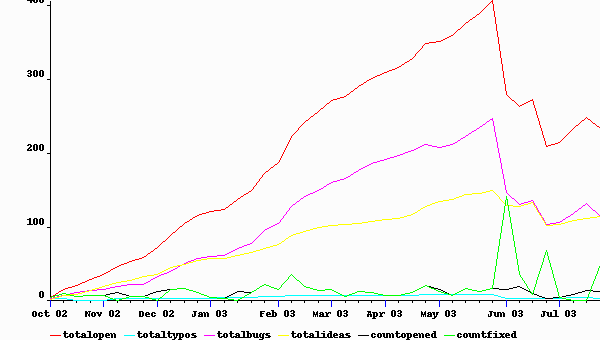 400
300
200
100
0
Oct 02 Nov 02 Dec 02 Jan 03 Feb 03 Mar 03 Apr 03 May 03 Jun 03 Jul 03
totalopen totaltypos totalbugs totalideas countopened countfixed